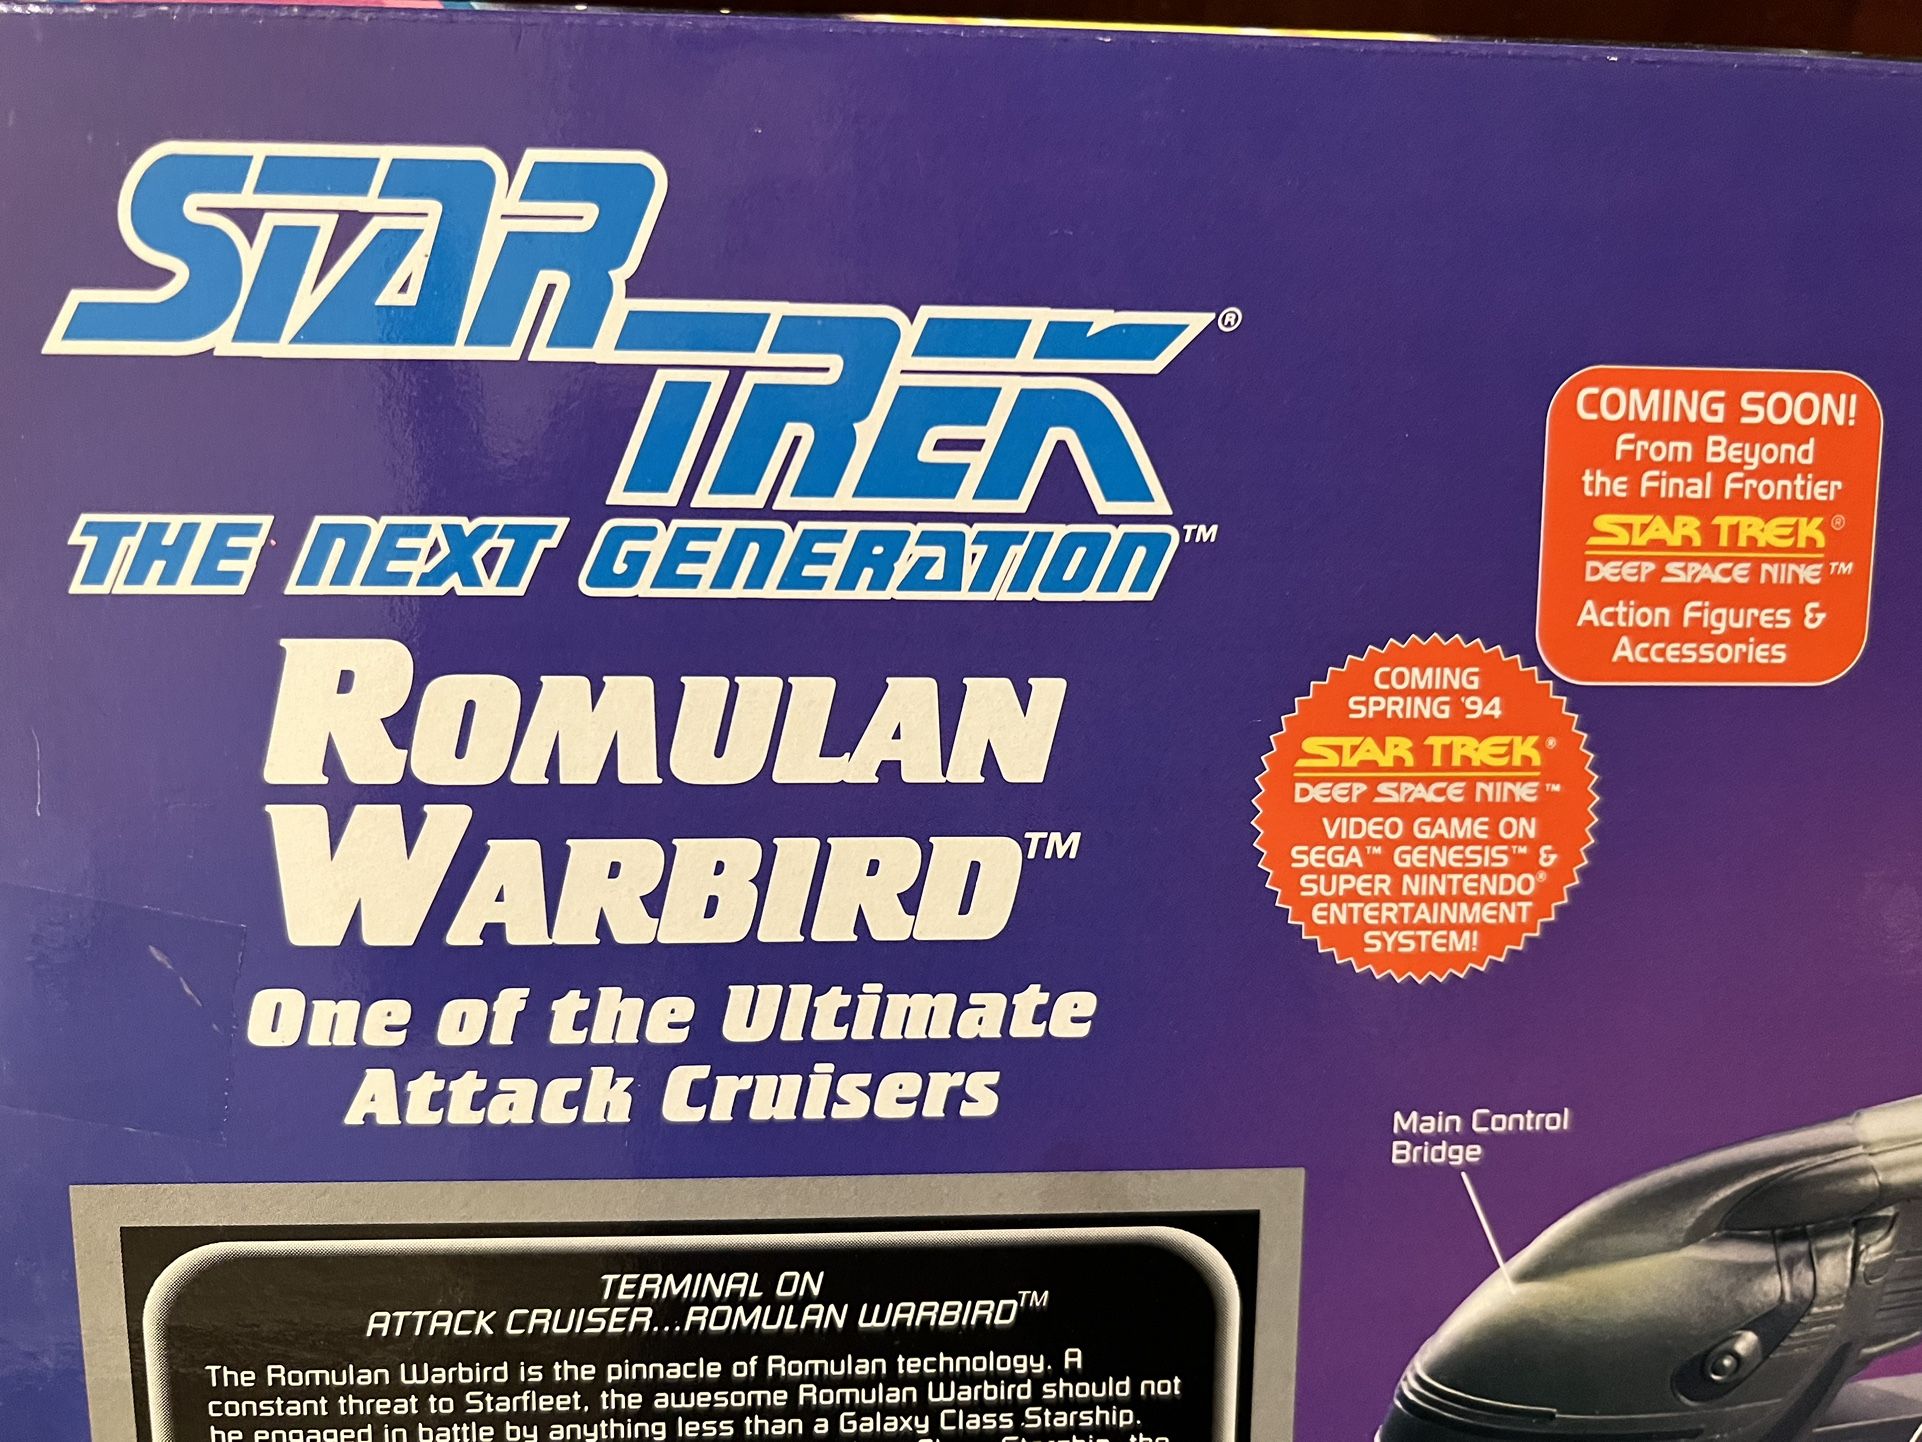 STAR
TREK®
THE NEXT GENERATION™
ROMULAN
WARBIRD™
One of the Ultimate
Attack Cruisers
COMING SOON!
From Beyond
the Final Frontier
STAR TREK®
DEEP SPACE NINE™
Action Figures &
Accessories
COMING
SPRING '94
STAR TREK®
DEEP SPACE NINE™
VIDEO GAME ON
SEGA™ GENESIS™ &
SUPER NINTENDO®
ENTERTAINMENT
SYSTEM!
Main Control
Bridge
TERMINAL ON
ATTACK CRUISER...ROMULAN WARBIRD™
The Romulan Warbird is the pinnacle of Romulan technology. A
constant threat to Starfleet, the awesome Romulan Warbird should not
be engaged in battle by anything less than a Galaxy Class Starship.